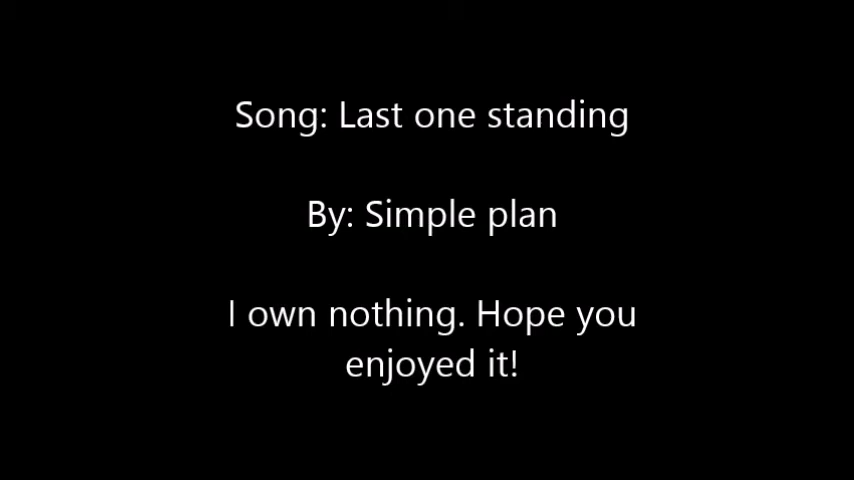 Song: Last one standing
By: Simple plan
I own nothing. Hope you
enjoyed it!